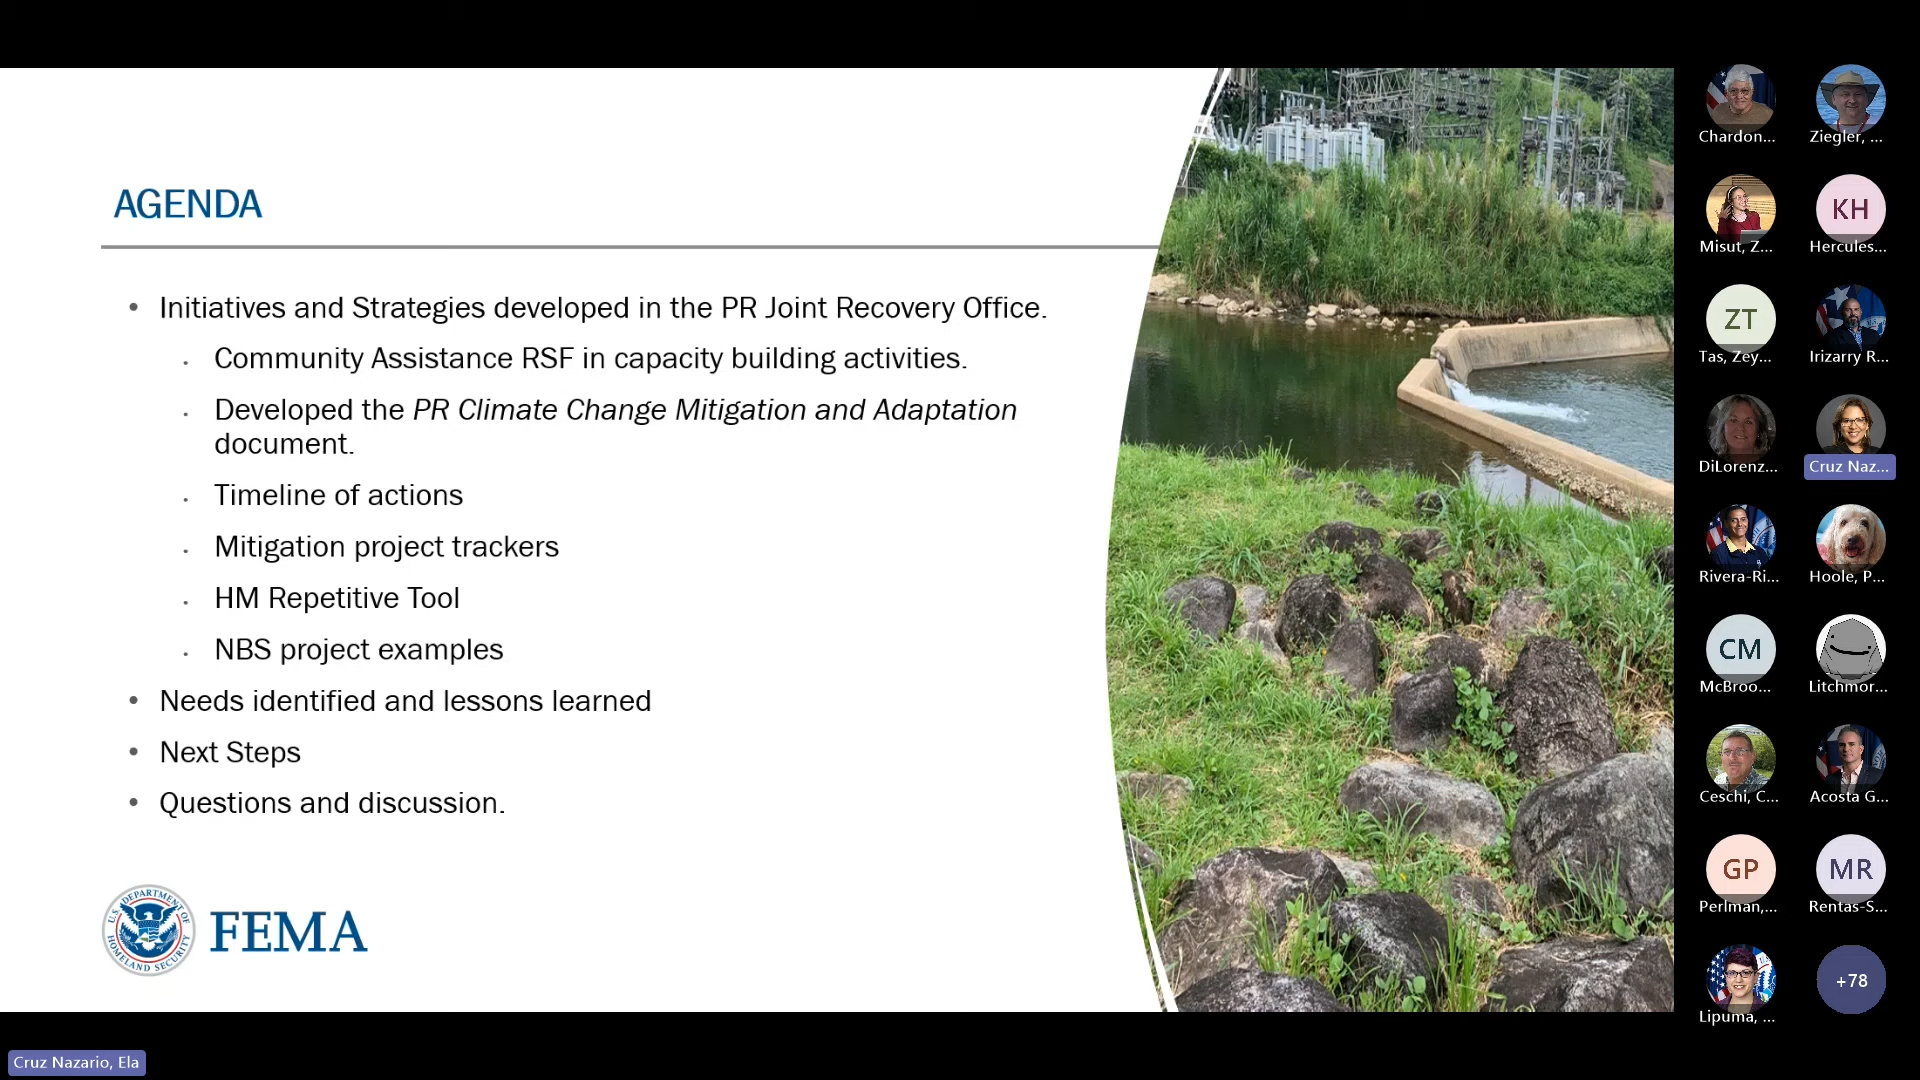 AGENDA
• Initiatives and Strategies developed in the PR Joint Recovery Office.
• Community Assistance RSF in capacity building activities.
• Developed the PR Climate Change Mitigation and Adaptation
document.
• Timeline of actions
• Mitigation project trackers
• HM Repetitive Tool
• NBS project examples
• Needs identified and lessons learned
• Next Steps
• Questions and discussion.
U.S. DEPARTMENT OF
HOMELAND SECURITY
FEMA
Chardon...
Ziegler, ...
Misut, Z...
KH
Hercules...
ZT
Tas, Zey...
Irizarry R...
DiLorenz...
Cruz Naz...
Rivera-Ri...
Hoole, P...
CM
McBroo...
Litchmor...
Ceschi, C...
Acosta G...
GP
Perlman,...
MR
Rentas-S...
Lipuma, ...
+78
Cruz Nazario, Ela